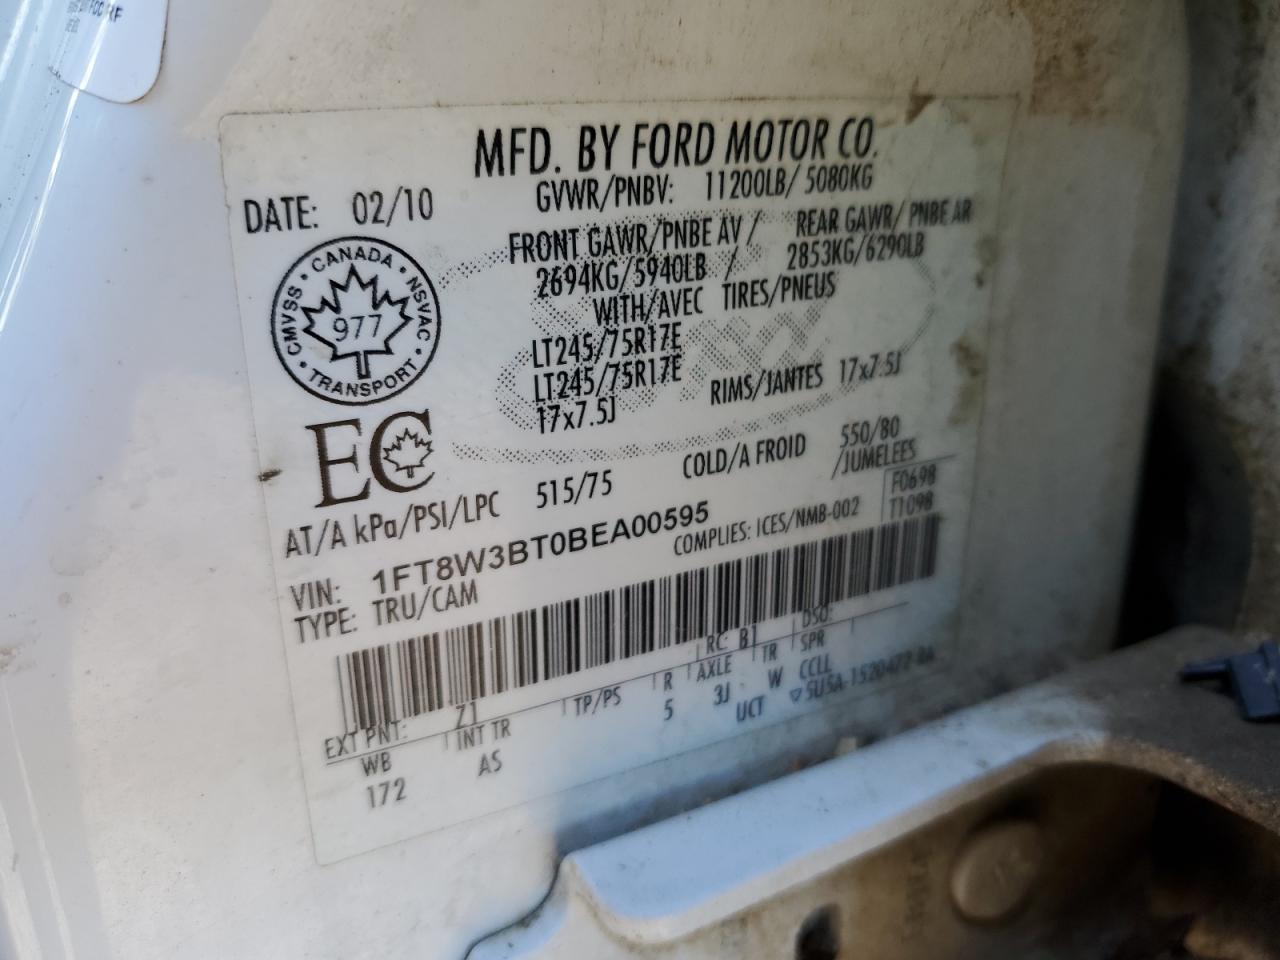 MFD. BY FORD MOTOR CO.
DATE: 02/10
GVWR/PNBV: 11200LB/ 5080KG
FRONT GAWR/PNBE AV / REAR GAWR/ PNBE AR
2694KG/5940LB / 2853KG/6290LB
WITH/AVEC TIRES/PNEUS
LT245/75R17E
LT245/75R17E
17x7.5J RIMS/JANTES 17x7.5J
CMVSS • CANADA • NSVAC • TRANSPORT •
977
EC
AT/A kPa/PSI/LPC 515/75 COLD/A FROID 550/80
/JUMELEES
F0698
T1098
VIN: 1FT8W3BT0BEA00595
COMPLIES: ICES/NMB-002
TYPE: TRU/CAM
EXT PNT: Z1 RC: B1 DSO:
WB INT TR TP/PS R AXLE TR SPR
172 AS 5 3J W CCLL
UCT 5U5A-1520472-